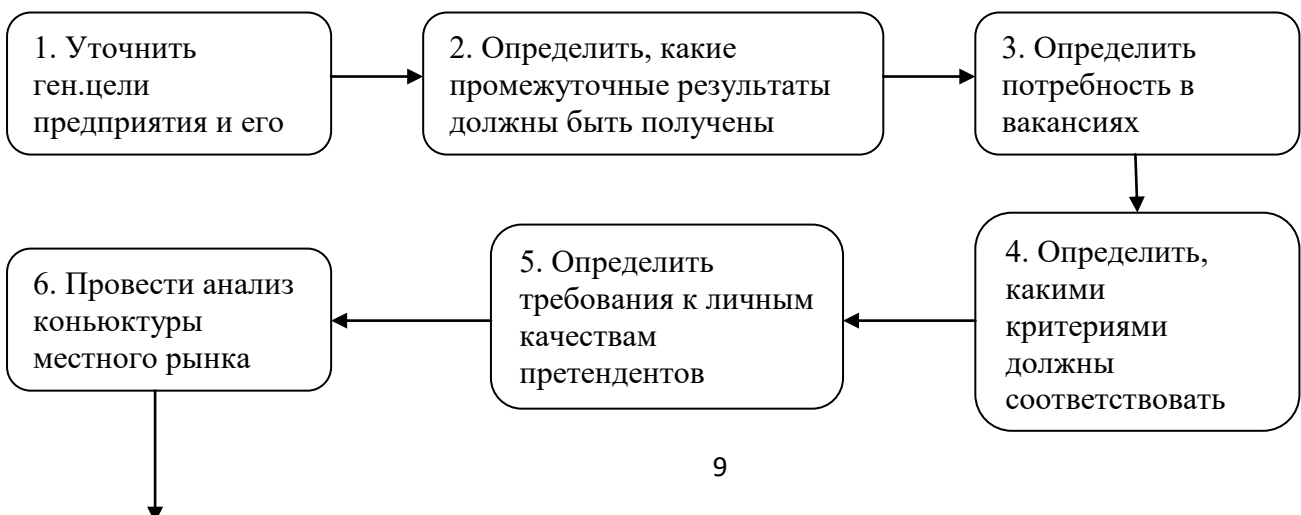 1. Уточнить
ген.цели
предприятия и его
2. Определить, какие
промежуточные результаты
должны быть получены
3. Определить
потребность в
вакансиях
4. Определить,
какими
критериями
должны
соответствовать
5. Определить
требования к личным
качествам
претендентов
6. Провести анализ
коньюктуры
местного рынка
9